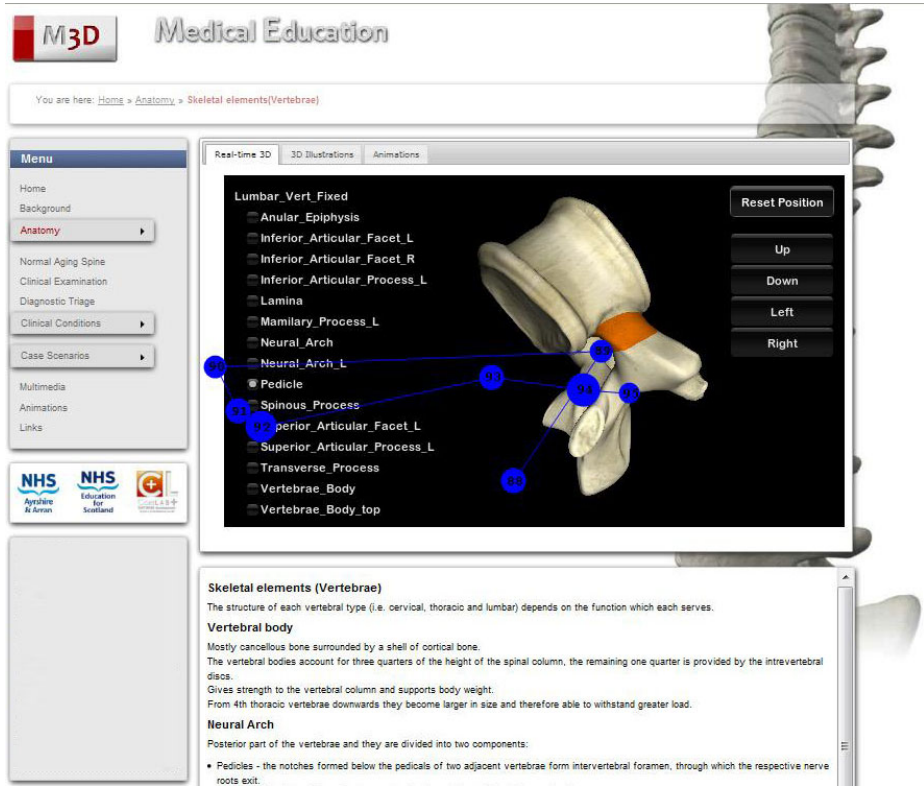 M3D
Medical Education
You are here: Home » Anatomy » Skeletal elements(Vertebrae)
Menu
Home
Background
Anatomy
Normal Aging Spine
Clinical Examination
Diagnostic Triage
Clinical Conditions
Case Scenarios
Multimedia
Animations
Links
NHS
Ayrshire
& Arran
NHS
Education
for
Scotland
Real-time 3D
3D Illustrations
Animations
Lumbar_Vert_Fixed
Anular_Epiphysis
Inferior_Articular_Facet_L
Inferior_Articular_Facet_R
Inferior_Articular_Process_L
Lamina
Mamilary_Process_L
Neural_Arch
Neural_Arch_L
Pedicle
Spinous_Process
perior_Articular_Facet_L
Superior_Articular_Process_L
Transverse_Process
Vertebrae_Body
Vertebrae_Body_top
Reset Position
Up
Down
Left
Right
88
89
90
91
92
93
94
95
Skeletal elements (Vertebrae)
The structure of each vertebral type (i.e. cervical, thoracic and lumbar) depends on the function which each serves.
Vertebral body
Mostly cancellous bone surrounded by a shell of cortical bone.
The vertebral bodies account for three quarters of the height of the spinal column, the remaining one quarter is provided by the intrevertebral
discs.
Gives strength to the vertebral column and supports body weight.
From 4th thoracic vertebrae downwards they become larger in size and therefore able to withstand greater load.
Neural Arch
Posterior part of the vertebrae and they are divided into two components:
• Pedicles - the notches formed below the pedicals of two adjacent vertebrae form intervertebral foramen, through which the respective nerve
roots exit.